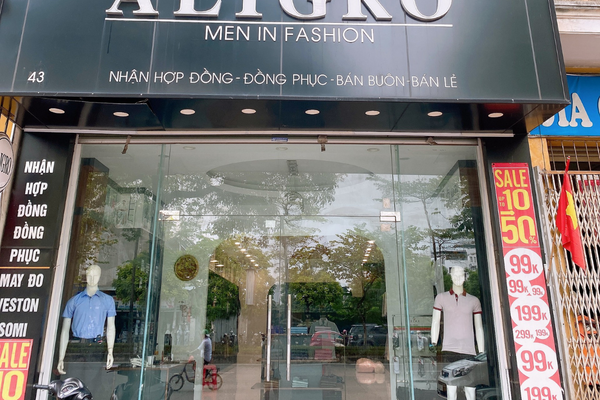 ALIGRO
MEN IN FASHION
43
NHẬN HỢP ĐỒNG - ĐỒNG PHỤC - BÁN BUÔN - BÁN LẺ
NHẬN
HỢP
ĐỒNG
ĐỒNG
PHỤC
MAY ĐO
VESTON
SOMI
SALE
10
SALE
10
50%
99K
99K
199K
299K
99K
199K